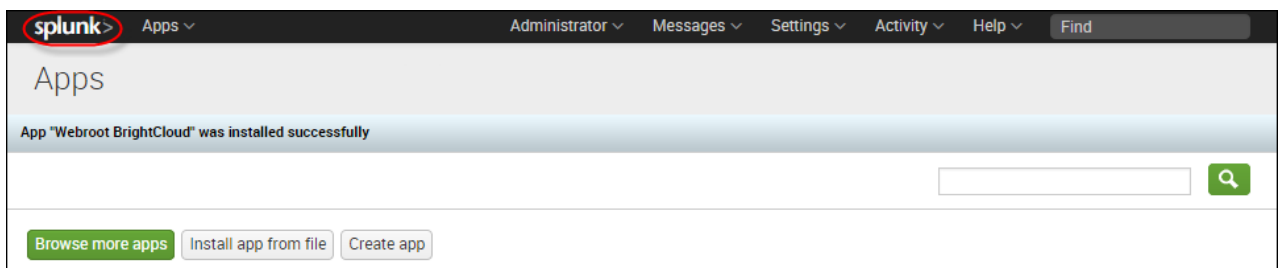 splunk> Apps Administrator Messages Settings Activity Help Find
Apps
App "Webroot BrightCloud" was installed successfully
Browse more apps Install app from file Create app